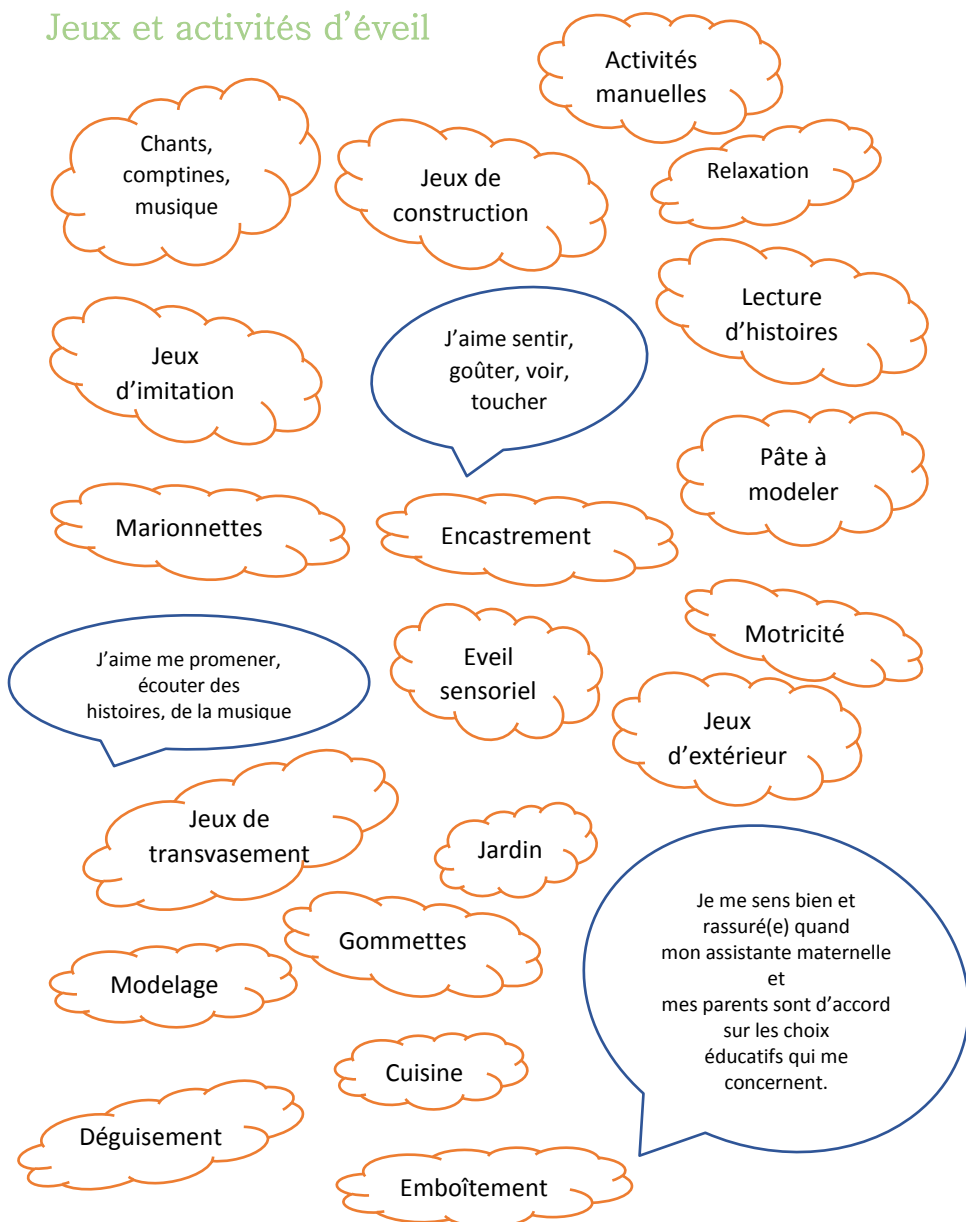 Jeux et activités d’éveil
Activités
manuelles
Chants,
comptines,
musique
Jeux de
construction
Relaxation
Lecture
d’histoires
J’aime sentir,
goûter, voir,
toucher
Jeux
d’imitation
Pâte à
modeler
Marionnettes
Encastrement
Motricité
J’aime me promener,
écouter des
histoires, de la musique
Eveil
sensoriel
Jeux
d’extérieur
Jeux de
transvasement
Jardin
Je me sens bien et
rassuré(e) quand
mon assistante maternelle
et
mes parents sont d’accord
sur les choix
éducatifs qui me
concernent.
Gommettes
Modelage
Cuisine
Déguisement
Emboîtement